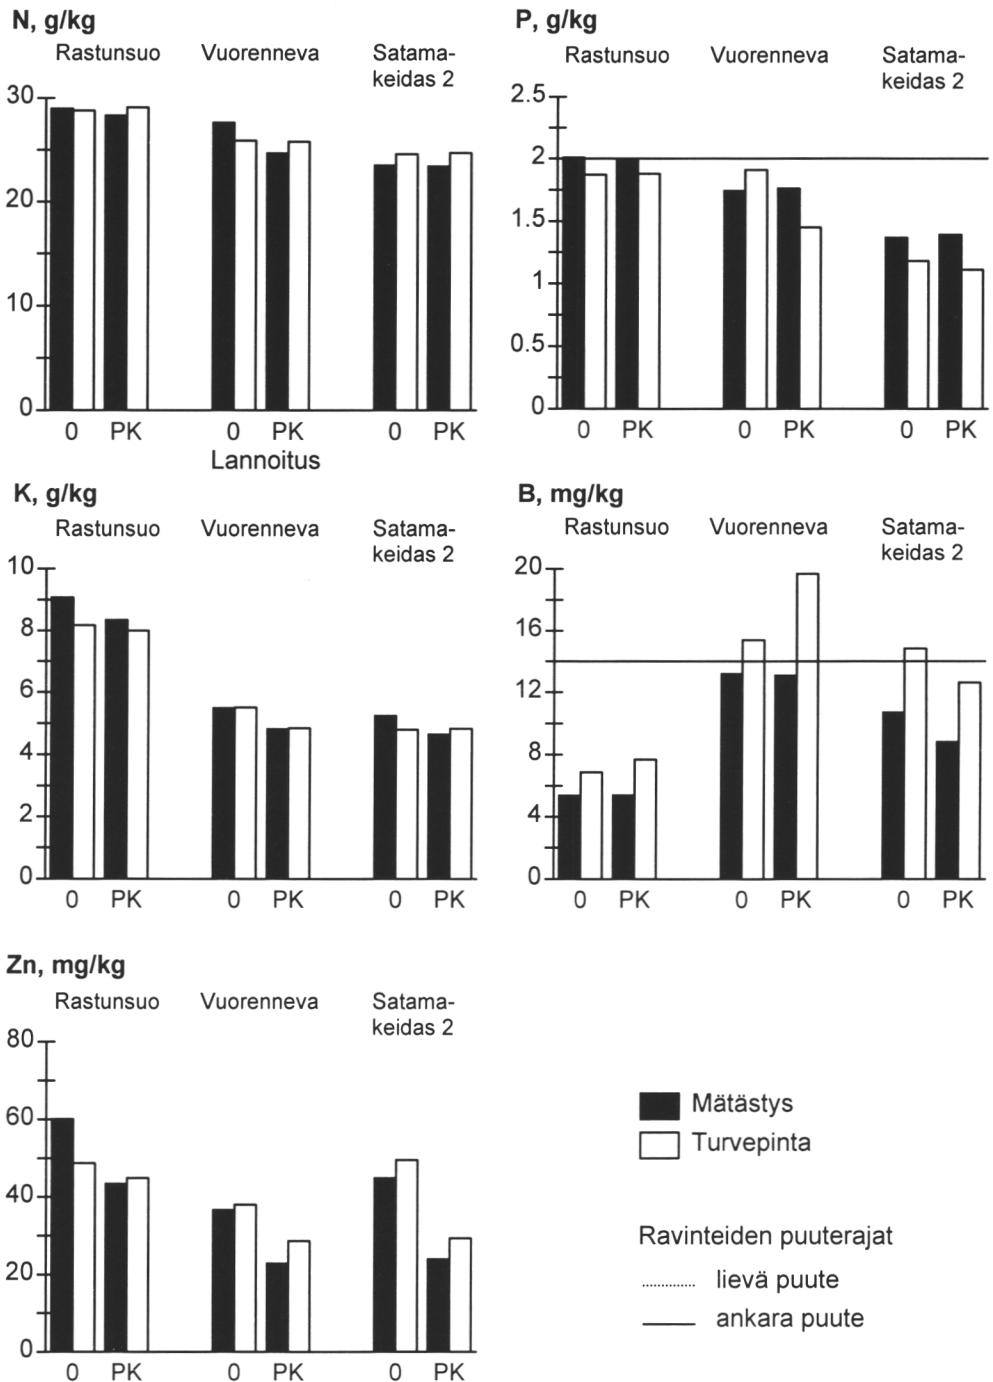 N, g/kg
Rastunsuo Vuorenneva Satama-
keidas 2
30
20
10
0
0 PK 0 PK 0 PK
Lannoitus
P, g/kg
Rastunsuo Vuorenneva Satama-
keidas 2
2.5
2
1.5
1
0.5
0
0 PK 0 PK 0 PK
K, g/kg
Rastunsuo Vuorenneva Satama-
keidas 2
10
8
6
4
2
0
0 PK 0 PK 0 PK
B, mg/kg
Rastunsuo Vuorenneva Satama-
keidas 2
20
16
12
8
4
0
0 PK 0 PK 0 PK
Zn, mg/kg
Rastunsuo Vuorenneva Satama-
keidas 2
80
60
40
20
0
0 PK 0 PK 0 PK
Mätästys
Turvepinta
Ravinteiden puuterajat
lievä puute
ankara puute